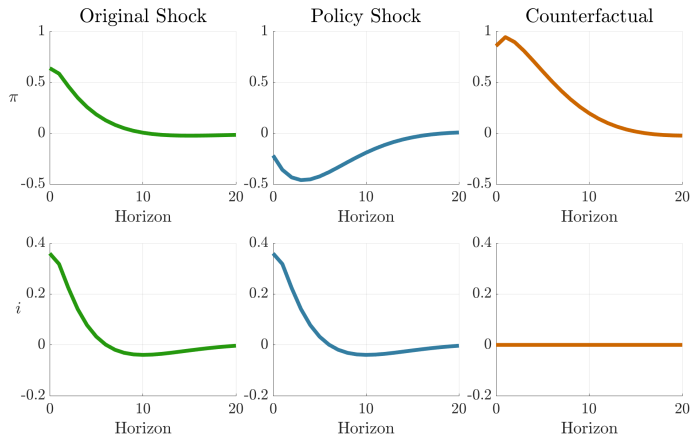 Original Shock Policy Shock Counterfactual
1 1 1
0.5 0.5 0.5
π
0 0 0
-0.5 -0.5 -0.5
0 10 20 0 10 20 0 10 20
Horizon Horizon Horizon
0.4 0.4 0.4
0.2 0.2 0.2
i
0 0 0
-0.2 -0.2 -0.2
0 10 20 0 10 20 0 10 20
Horizon Horizon Horizon